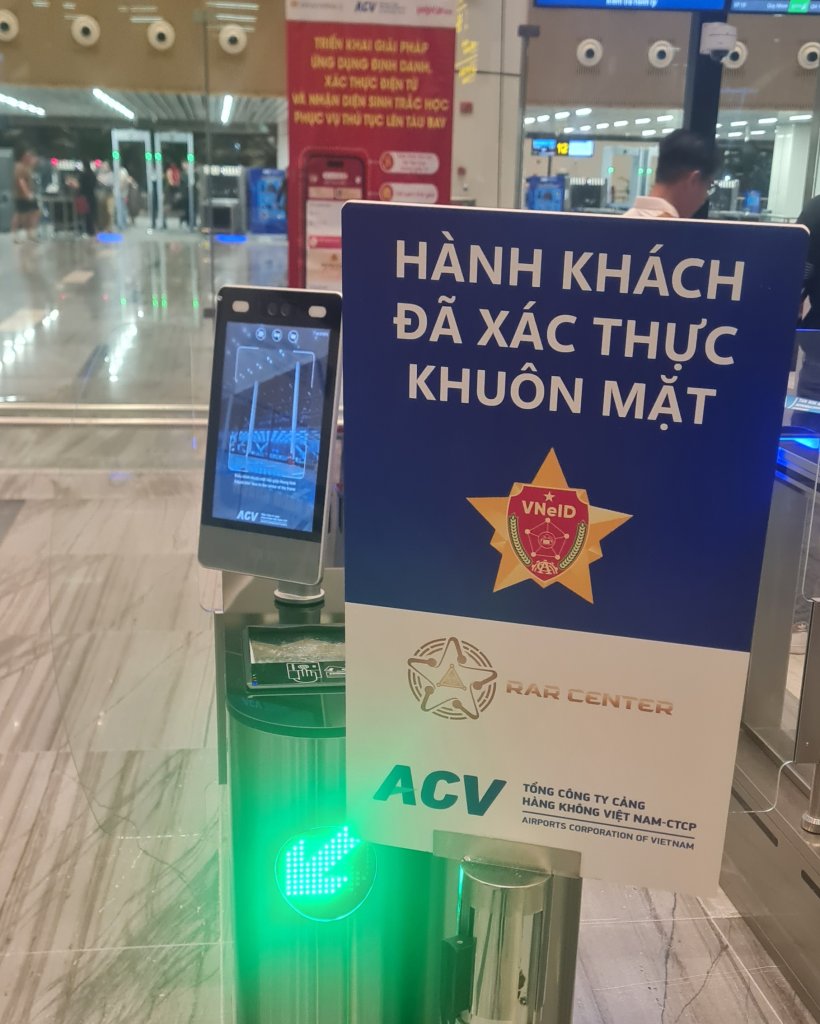 ACV
TRIỂN KHAI GIẢI PHÁP
ỨNG DỤNG ĐỊNH DANH,
XÁC THỰC ĐIỆN TỬ
VÀ NHẬN DIỆN SINH TRẮC HỌC
PHỤC VỤ THỦ TỤC LÊN TÀU BAY
12
HÀNH KHÁCH
ĐÃ XÁC THỰC
KHUÔN MẶT
VNeID
RAR CENTER
ACV
TỔNG CÔNG TY CẢNG
HÀNG KHÔNG VIỆT NAM-CTCP
AIRPORTS CORPORATION OF VIETNAM
ACV